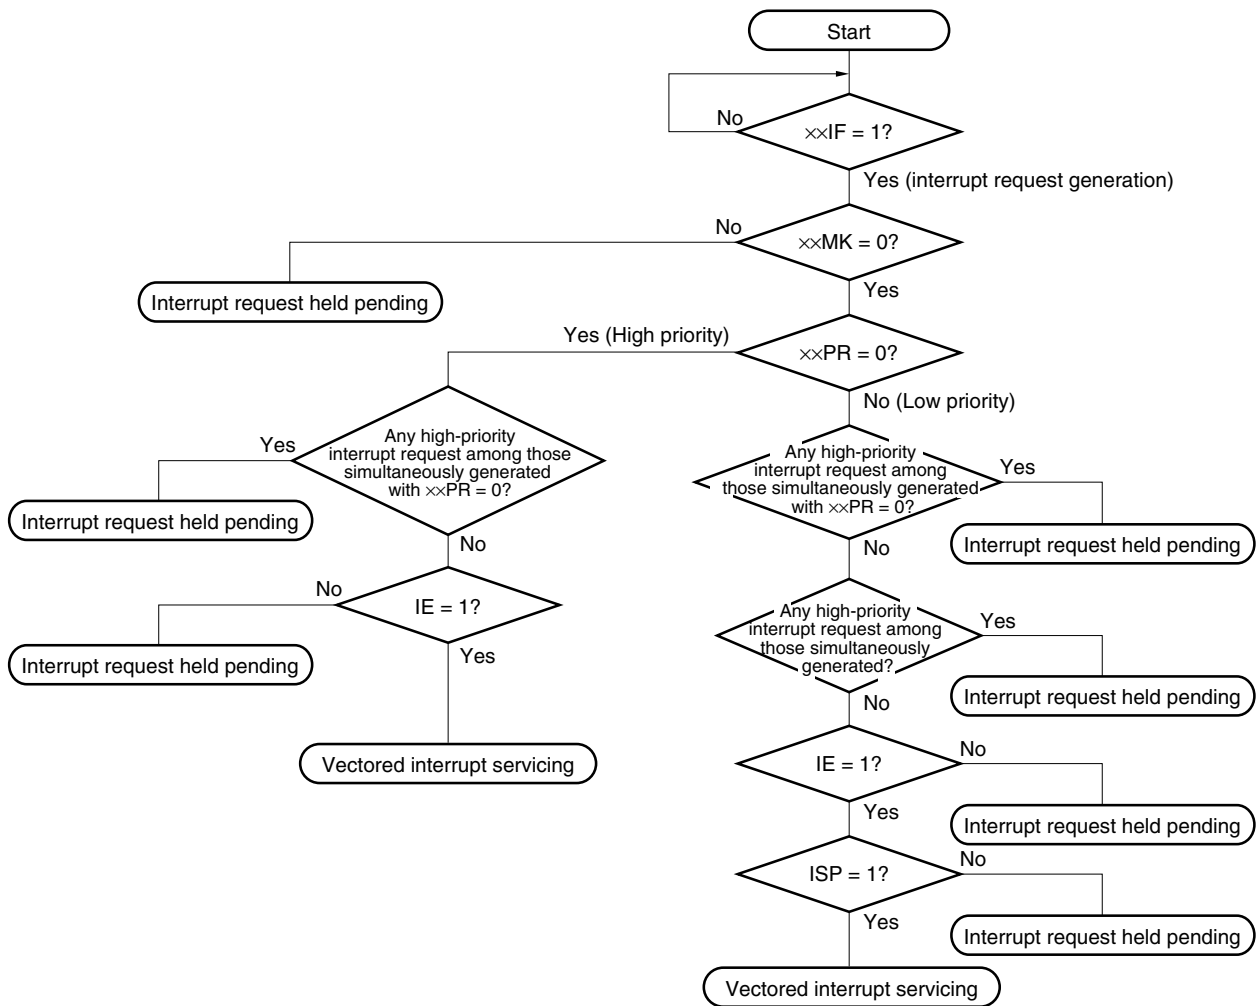 Start
No
××IF = 1?
Yes (interrupt request generation)
No
××MK = 0?
Interrupt request held pending
Yes
Yes (High priority)
××PR = 0?
No (Low priority)
Yes
Any high-priority
interrupt request among those
simultaneously generated
with ××PR = 0?
Interrupt request held pending
No
Any high-priority
interrupt request among
those simultaneously generated
with ××PR = 0?
Yes
Interrupt request held pending
No
No
IE = 1?
Interrupt request held pending
Yes
Vectored interrupt servicing
Any high-priority
interrupt request among
those simultaneously
generated?
Yes
Interrupt request held pending
No
IE = 1?
No
Interrupt request held pending
Yes
ISP = 1?
No
Interrupt request held pending
Yes
Vectored interrupt servicing